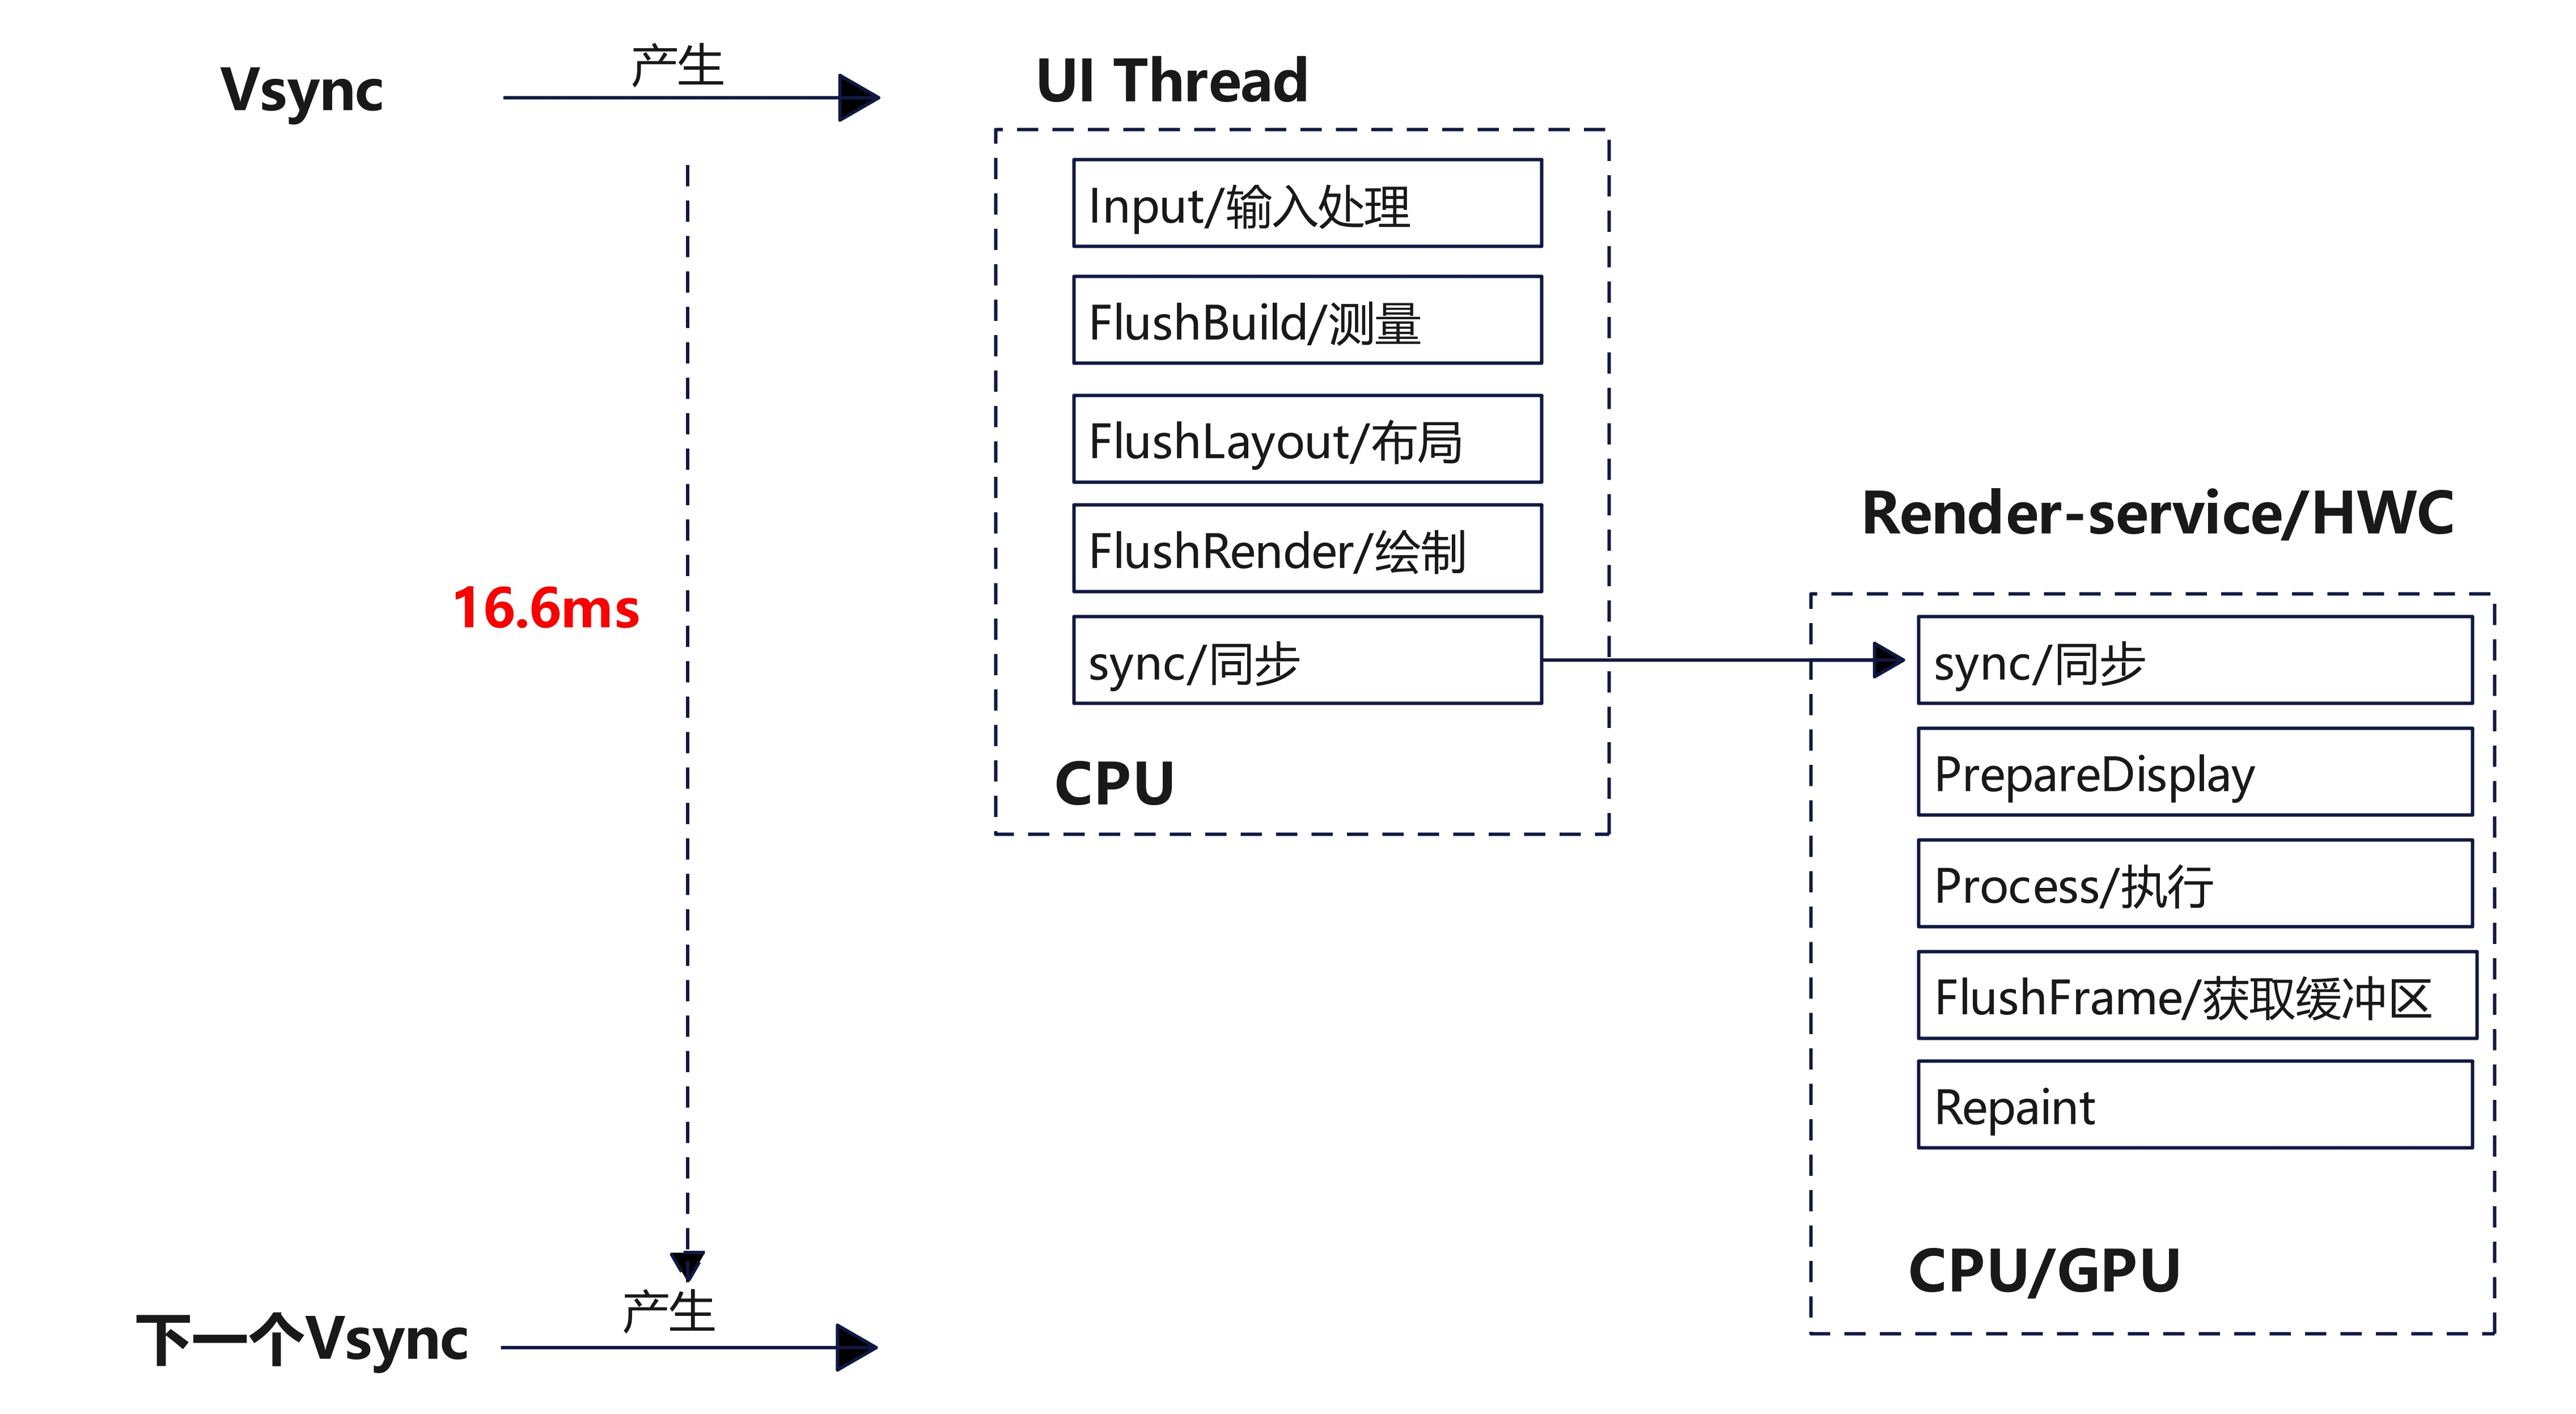 Vsync
产生
UI Thread
Input/输入处理
FlushBuild/测量
FlushLayout/布局
FlushRender/绘制
sync/同步
CPU
16.6ms
Render-service/HWC
sync/同步
PrepareDisplay
Process/执行
FlushFrame/获取缓冲区
Repaint
CPU/GPU
下一个Vsync
产生